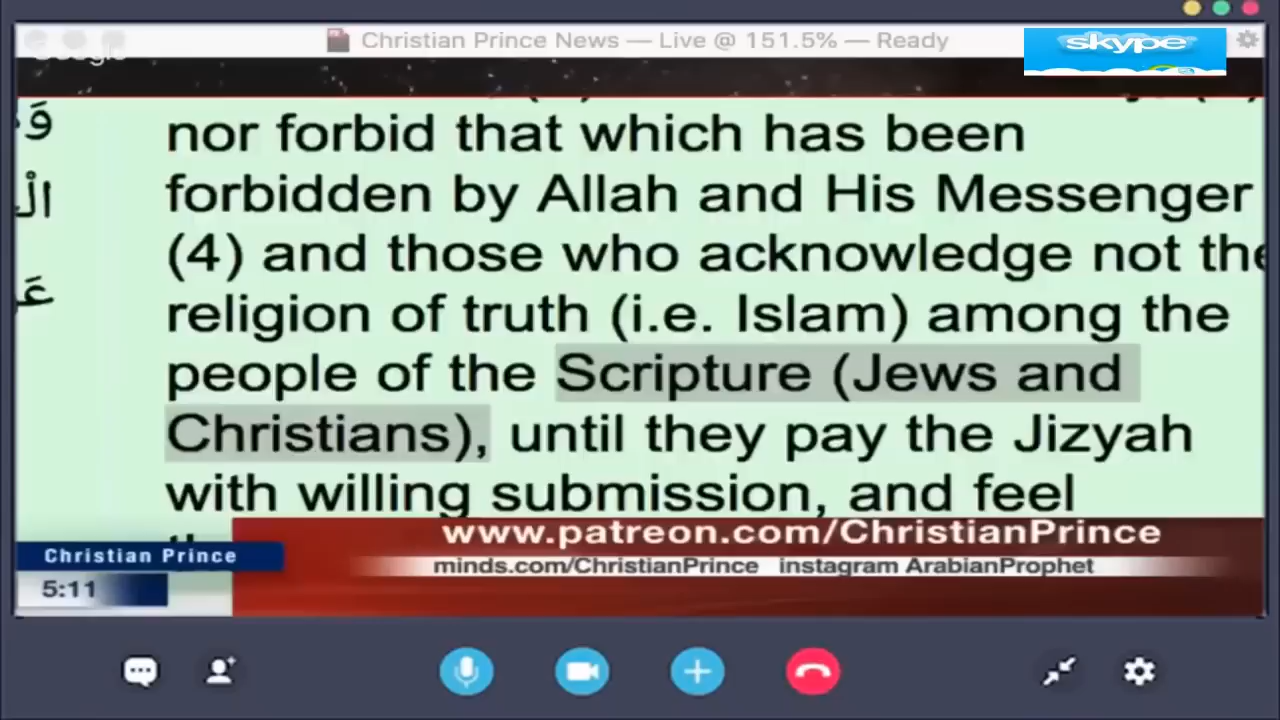 Christian Prince News — Live @ 151.5% — Ready
skype
Google
nor forbid that which has been
forbidden by Allah and His Messenger
(4) and those who acknowledge not the
religion of truth (i.e. Islam) among the
people of the Scripture (Jews and
Christians), until they pay the Jizyah
with willing submission, and feel
www.patreon.com/ChristianPrince
Christian Prince
minds.com/ChristianPrince instagram ArabianProphet
5:11